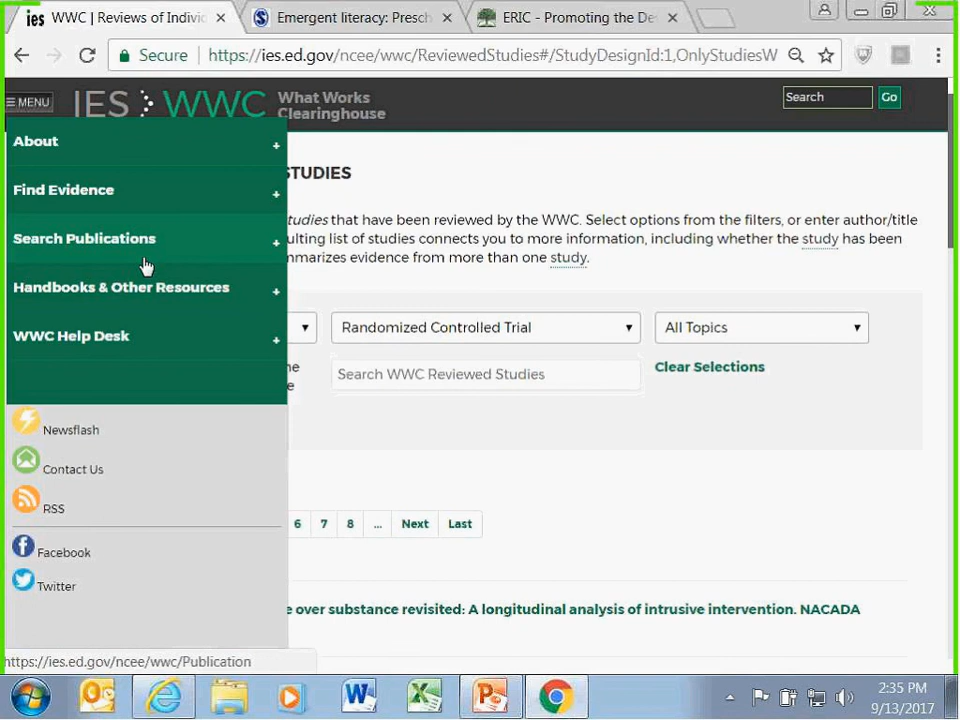 ies WWC | Reviews of Individ
Emergent literacy: Presch
ERIC - Promoting the De
Secure https://ies.ed.gov/ncee/wwc/ReviewedStudies#/StudyDesignId:1,OnlyStudiesW
MENU
IES WWC What Works
Clearinghouse
Search Go
About +
Find Evidence +
Search Publications +
Handbooks & Other Resources +
WWC Help Desk +
Newsflash
Contact Us
RSS
Facebook
Twitter
https://ies.ed.gov/ncee/wwc/Publication
STUDIES
tudies that have been reviewed by the WWC. Select options from the filters, or enter author/title
ulting list of studies connects you to more information, including whether the study has been
mmarizes evidence from more than one study.
Randomized Controlled Trial
All Topics
ne
e
Search WWC Reviewed Studies
Clear Selections
6 7 8 ... Next Last
e over substance revisited: A longitudinal analysis of intrusive intervention. NACADA
2:35 PM
9/13/2017